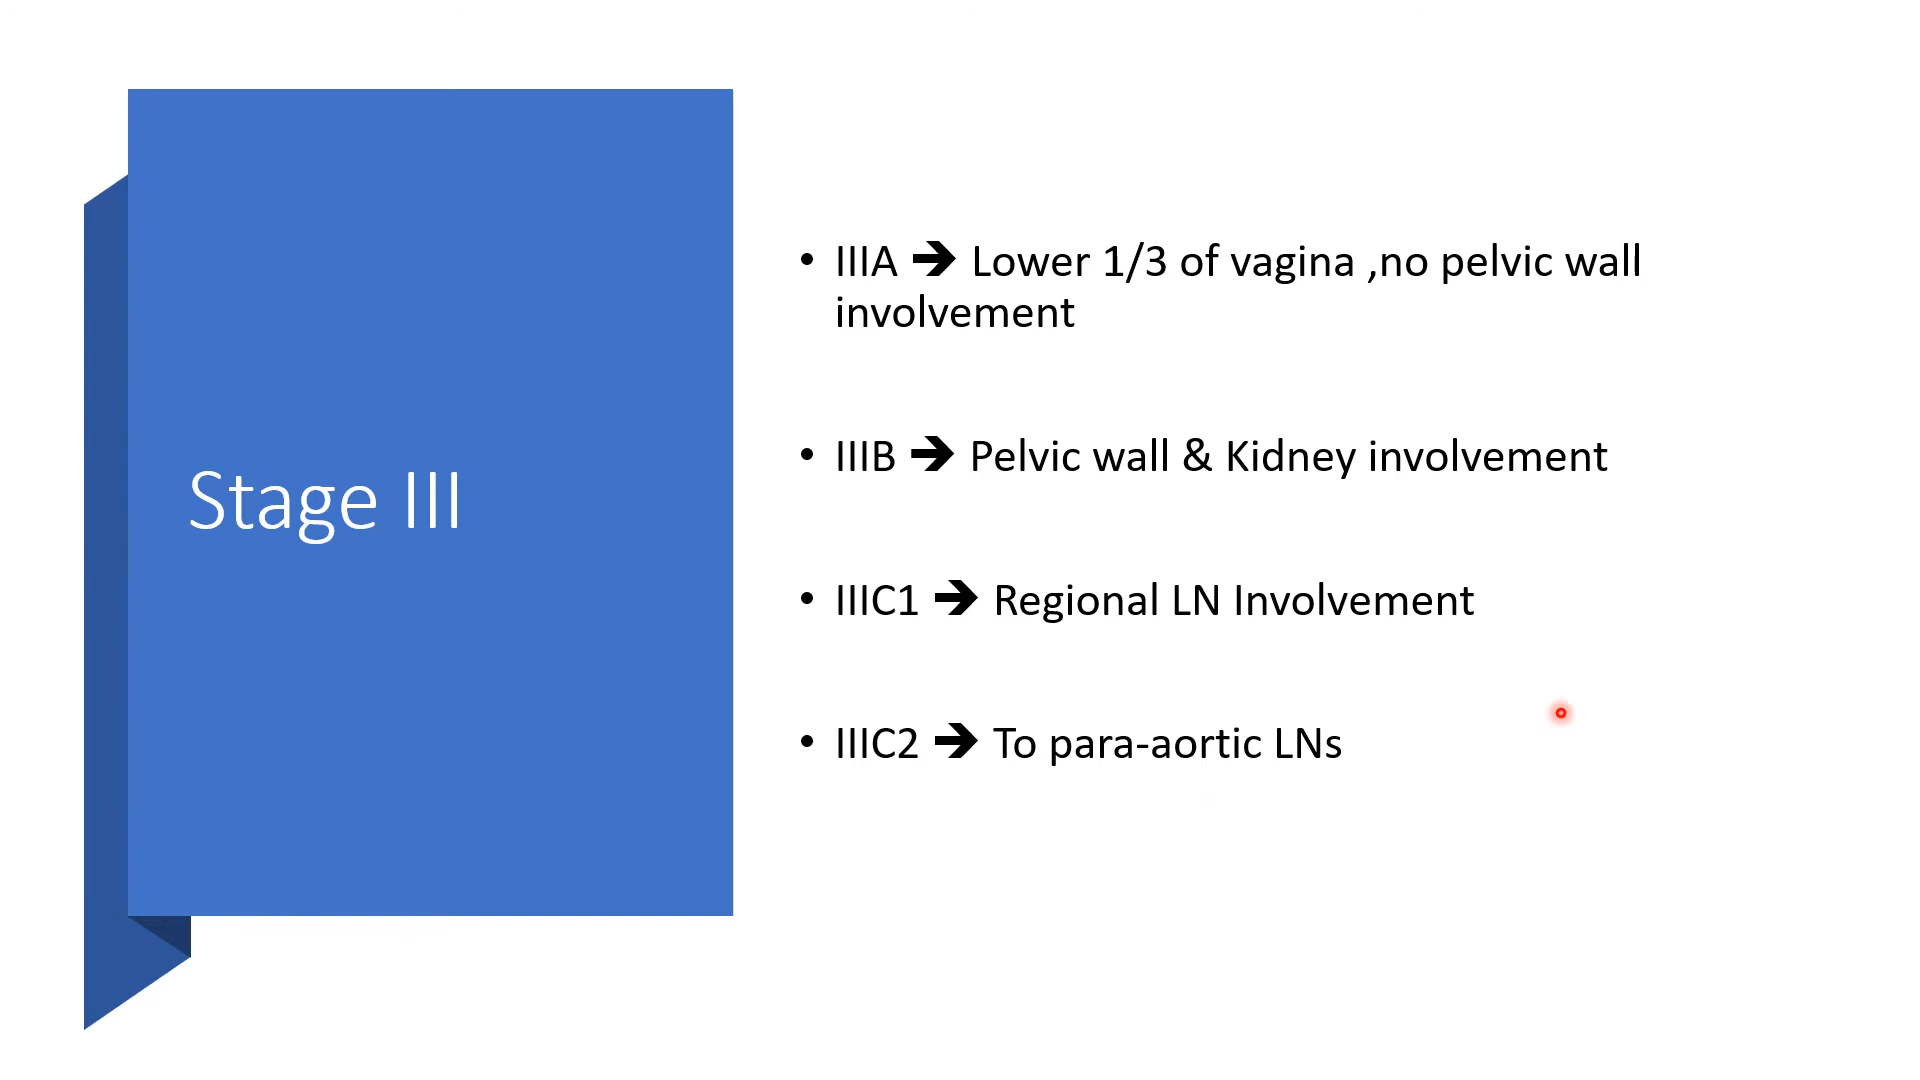 Stage III
• IIIA 🡪 Lower 1/3 of vagina ,no pelvic wall
involvement
• IIIB 🡪 Pelvic wall & Kidney involvement
• IIIC1 🡪 Regional LN Involvement
• IIIC2 🡪 To para-aortic LNs